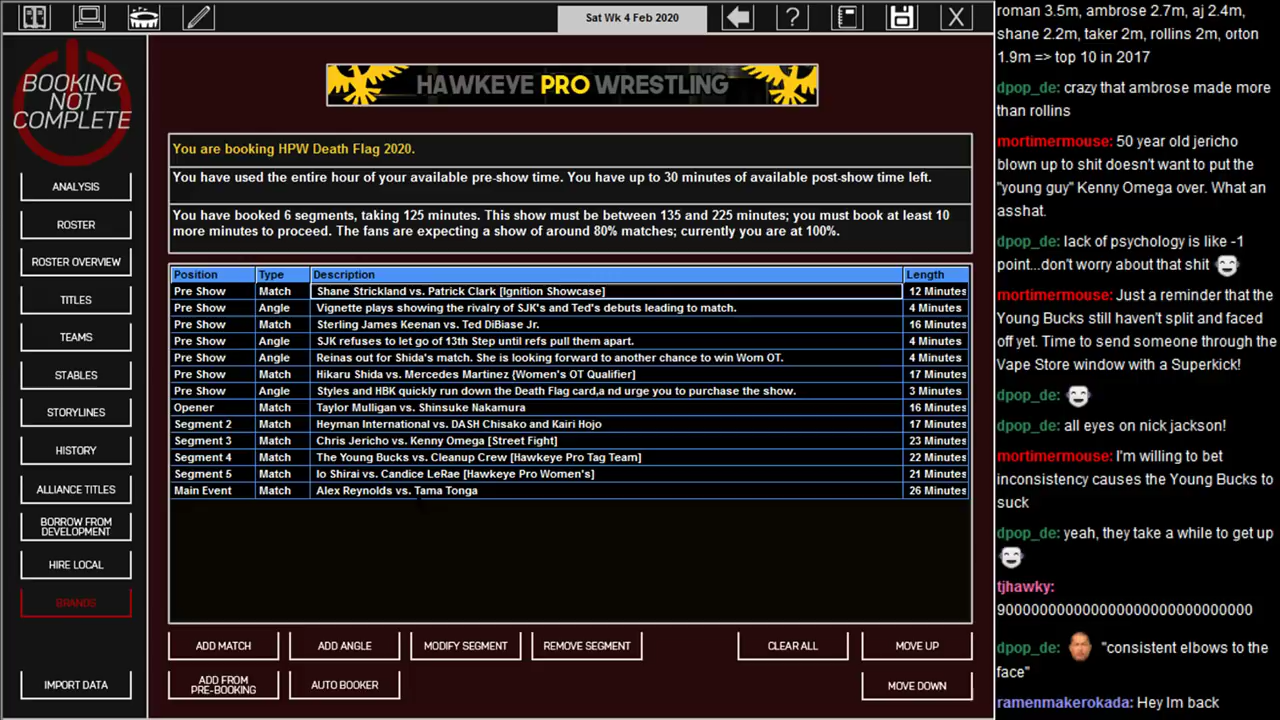 Sat Wk 4 Feb 2020
?
X
BOOKING
NOT
COMPLETE
HAWKEYE PRO WRESTLING
You are booking HPW Death Flag 2020.
You have used the entire hour of your available pre-show time. You have up to 30 minutes of available post-show time left.
You have booked 6 segments, taking 125 minutes. This show must be between 135 and 225 minutes; you must book at least 10
more minutes to proceed. The fans are expecting a show of around 80% matches; currently you are at 100%.
ANALYSIS
ROSTER
ROSTER OVERVIEW
TITLES
TEAMS
STABLES
STORYLINES
HISTORY
ALLIANCE TITLES
BORROW FROM
DEVELOPMENT
HIRE LOCAL
BRANDS
IMPORT DATA
Position Type Description Length
Pre Show Match Shane Strickland vs. Patrick Clark [Ignition Showcase] 12 Minutes
Pre Show Angle Vignette plays showing the rivalry of SJK's and Ted's debuts leading to match. 4 Minutes
Pre Show Match Sterling James Keenan vs. Ted DiBiase Jr. 16 Minutes
Pre Show Angle SJK refuses to let go of 13th Step until refs pull them apart. 4 Minutes
Pre Show Angle Reinas out for Shida's match. She is looking forward to another chance to win Wom OT. 4 Minutes
Pre Show Match Hikaru Shida vs. Mercedes Martinez {Women's OT Qualifier] 17 Minutes
Pre Show Angle Styles and HBK quickly run down the Death Flag card,a nd urge you to purchase the show. 3 Minutes
Opener Match Taylor Mulligan vs. Shinsuke Nakamura 16 Minutes
Segment 2 Match Heyman International vs. DASH Chisako and Kairi Hojo 17 Minutes
Segment 3 Match Chris Jericho vs. Kenny Omega [Street Fight] 23 Minutes
Segment 4 Match The Young Bucks vs. Cleanup Crew [Hawkeye Pro Tag Team] 22 Minutes
Segment 5 Match Io Shirai vs. Candice LeRae [Hawkeye Pro Women's] 21 Minutes
Main Event Match Alex Reynolds vs. Tama Tonga 26 Minutes
ADD MATCH
ADD ANGLE
MODIFY SEGMENT
REMOVE SEGMENT
CLEAR ALL
MOVE UP
ADD FROM
PRE-BOOKING
AUTO BOOKER
MOVE DOWN
roman 3.5m, ambrose 2.7m, aj 2.4m,
shane 2.2m, taker 2m, rollins 2m, orton
1.9m => top 10 in 2017
dpop_de: crazy that ambrose made more
than rollins
mortimermouse: 50 year old jericho
blown up to shit doesn't want to put the
"young guy" Kenny Omega over. What an
asshat.
dpop_de: lack of psychology is like -1
point...don't worry about that shit
mortimermouse: Just a reminder that the
Young Bucks still haven't split and faced
off yet. Time to send someone through the
Vape Store window with a Superkick!
dpop_de:
dpop_de: all eyes on nick jackson!
mortimermouse: I'm willing to bet
inconsistency causes the Young Bucks to
suck
dpop_de: yeah, they take a while to get up
tjhawky:
90000000000000000000000000000
dpop_de: "consistent elbows to the
face"
ramenmakerokada: Hey Im back